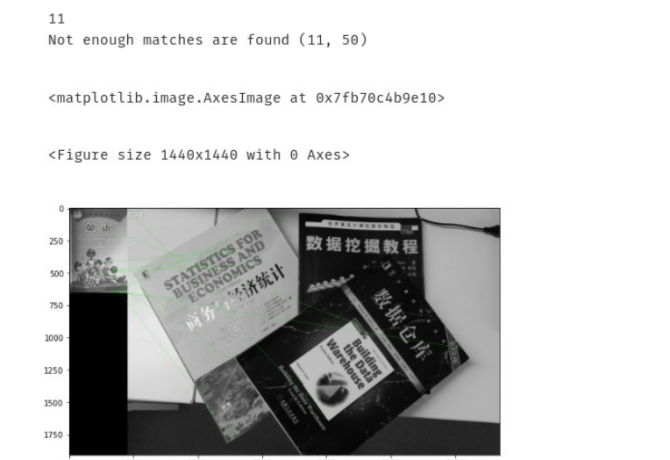 11
Not enough matches are found (11, 50)
<matplotlib.image.AxesImage at 0x7fb70c4b9e10>
<Figure size 1440x1440 with 0 Axes>
0
250
500
750
1000
1250
1500
1750
英语
STATISTICS FOR
BUSINESS AND
ECONOMICS
商务与经济统计
数据挖掘教程
数据仓库
Building
the Data
Warehouse